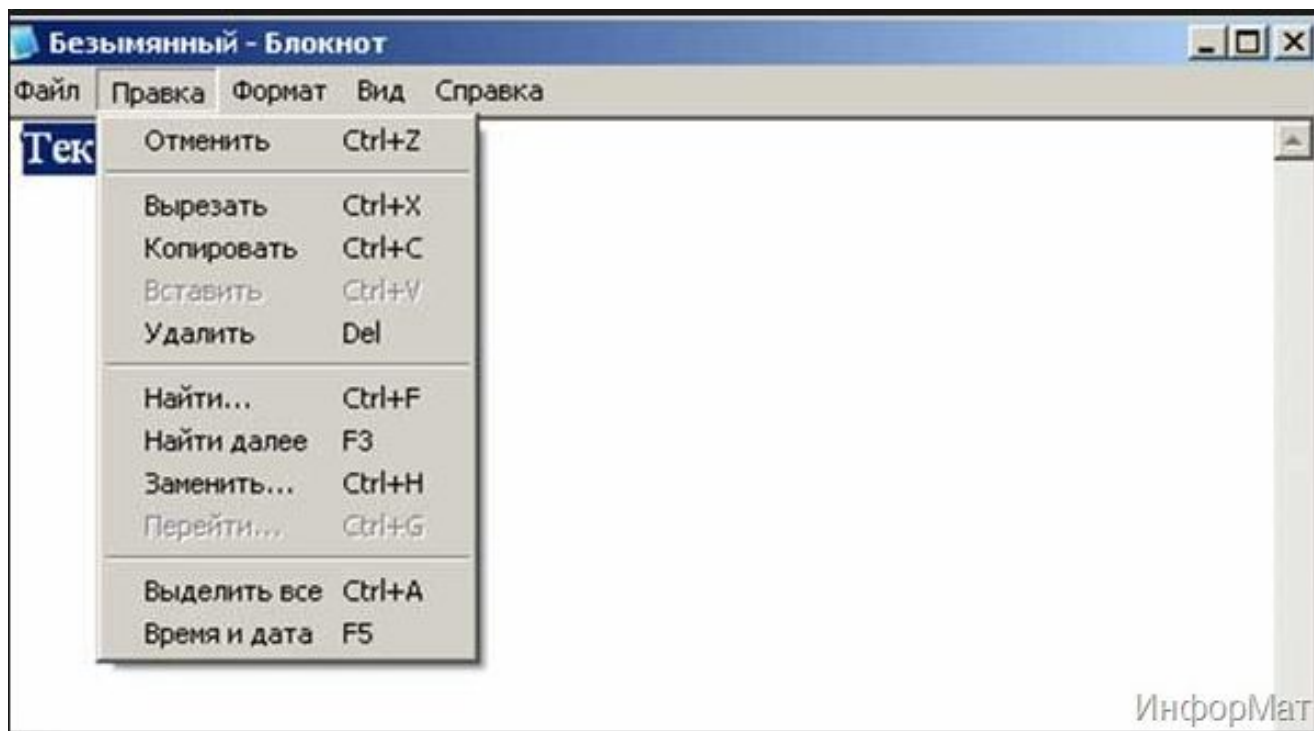 Безымянный - Блокнот
Файл Правка Формат Вид Справка
Тек
Отменить Ctrl+Z
Вырезать Ctrl+X
Копировать Ctrl+C
Вставить Ctrl+V
Удалить Del
Найти... Ctrl+F
Найти далее F3
Заменить... Ctrl+H
Перейти... Ctrl+G
Выделить все Ctrl+A
Время и дата F5
ИнфорМат